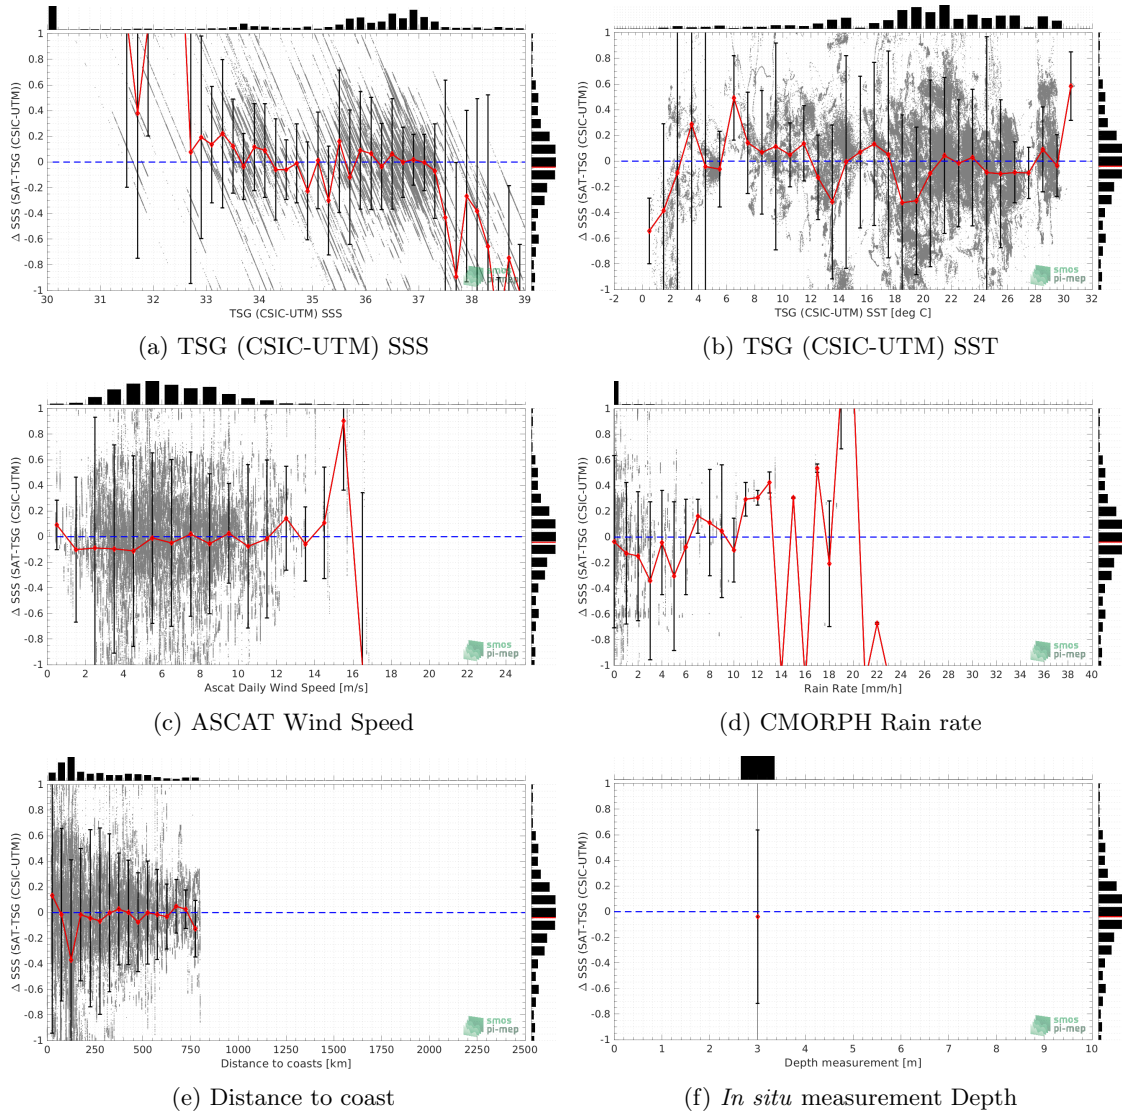 1
0.8
0.6
0.4
0.2
0
-0.2
-0.4
-0.6
-0.8
-1
Δ SSS (SAT-TSG (CSIC-UTM))
30 31 32 33 34 35 36 37 38 39
TSG (CSIC-UTM) SSS
smos
pi-mep
(a) TSG (CSIC-UTM) SSS
1
0.8
0.6
0.4
0.2
0
-0.2
-0.4
-0.6
-0.8
-1
Δ SSS (SAT-TSG (CSIC-UTM))
-2 0 2 4 6 8 10 12 14 16 18 20 22 24 26 28 30 32
TSG (CSIC-UTM) SST [deg C]
smos
pi-mep
(b) TSG (CSIC-UTM) SST
1
0.8
0.6
0.4
0.2
0
-0.2
-0.4
-0.6
-0.8
-1
Δ SSS (SAT-TSG (CSIC-UTM))
0 2 4 6 8 10 12 14 16 18 20 22 24
Ascat Daily Wind Speed [m/s]
smos
pi-mep
(c) ASCAT Wind Speed
1
0.8
0.6
0.4
0.2
0
-0.2
-0.4
-0.6
-0.8
-1
Δ SSS (SAT-TSG (CSIC-UTM))
0 2 4 6 8 10 12 14 16 18 20 22 24 26 28 30 32 34 36 38 40
Rain Rate [mm/h]
smos
pi-mep
(d) CMORPH Rain rate
1
0.8
0.6
0.4
0.2
0
-0.2
-0.4
-0.6
-0.8
-1
Δ SSS (SAT-TSG (CSIC-UTM))
0 250 500 750 1000 1250 1500 1750 2000 2250 2500
Distance to coasts [km]
smos
pi-mep
(e) Distance to coast
1
0.8
0.6
0.4
0.2
0
-0.2
-0.4
-0.6
-0.8
-1
Δ SSS (SAT-TSG (CSIC-UTM))
0 1 2 3 4 5 6 7 8 9 10
Depth measurement [m]
smos
pi-mep
(f) In situ measurement Depth